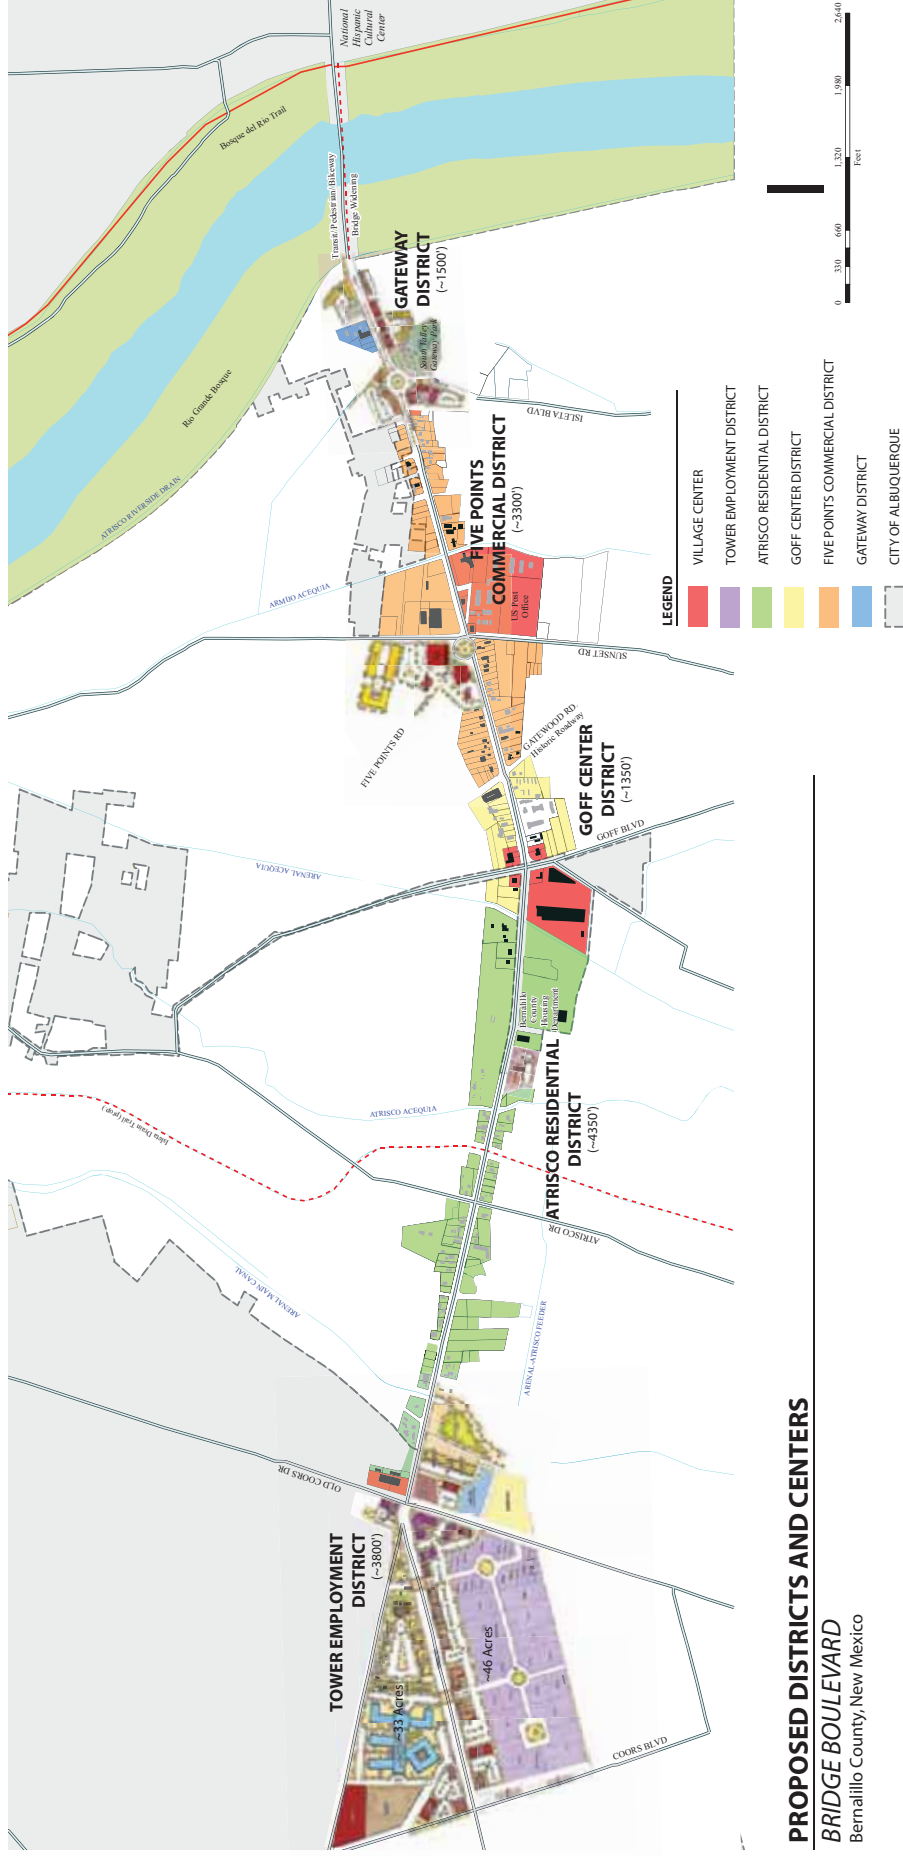 PROPOSED DISTRICTS AND CENTERS
BRIDGE BOULEVARD
Bernalillo County, New Mexico
TOWER EMPLOYMENT
DISTRICT
(~3800')
~33 Acres
~46 Acres
COORS BLVD
OLD COORS DR
ARENAL MAIN CANAL
ARENAL-ATRISCO FEEDER
ATRISCO DR
Isleta Drain Trail (prop.)
ATRISCO ACEQUIA
ATRISCO RESIDENTIAL
DISTRICT
(~4350')
Bernalillo
County
Housing
Department
ARENAL ACEQUIA
GOFF BLVD
GOFF CENTER
DISTRICT
(~1350')
GATEWOOD RD.
Historic Roadway
FIVE POINTS RD
SUNSET RD
US Post
Office
ARMIJO ACEQUIA
FIVE POINTS
COMMERCIAL DISTRICT
(~3300')
ISLETA BLVD
ATRISCO RIVERSIDE DRAIN
Rio Grande Bosque
South Valley
Gateway Park
GATEWAY
DISTRICT
(~1500')
Transit/Pedestrian/Bikeway
Bridge Widening
Bosque del Rio Trail
National
Hispanic
Cultural
Center
LEGEND
VILLAGE CENTER
TOWER EMPLOYMENT DISTRICT
ATRISCO RESIDENTIAL DISTRICT
GOFF CENTER DISTRICT
FIVE POINTS COMMERCIAL DISTRICT
GATEWAY DISTRICT
CITY OF ALBUQUERQUE
0 330 660 1,320 1,980 2,640
Feet